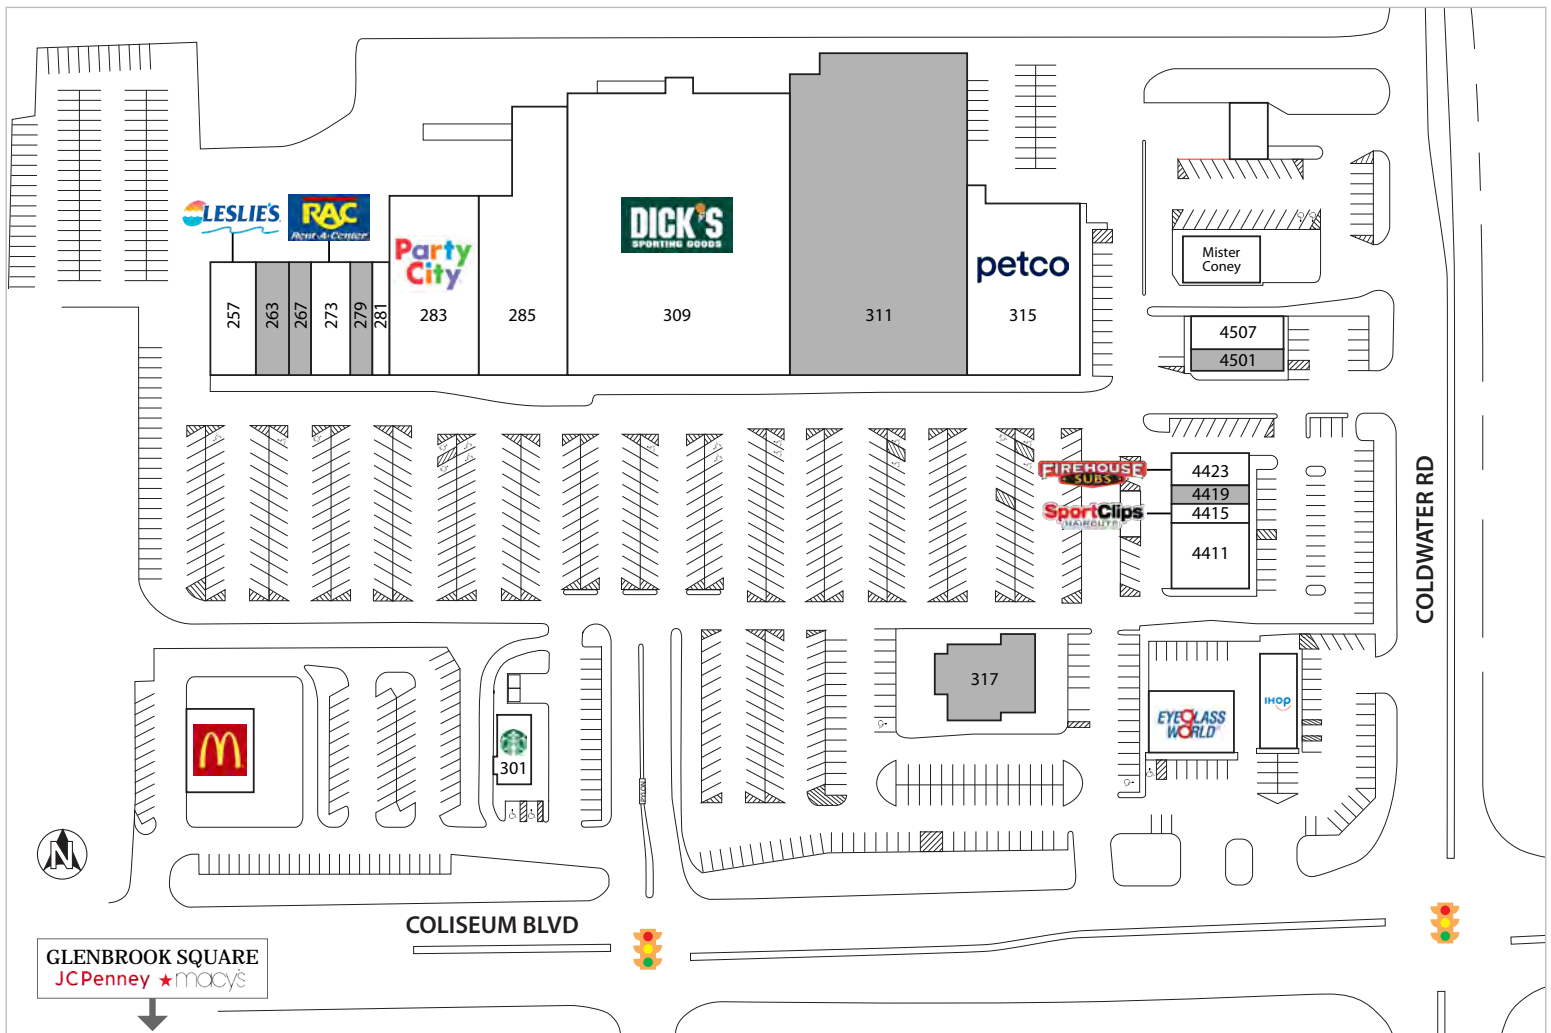 LESLIE'S
RAC
Rent-A-Center
Party
City
DICK'S
SPORTING GOODS
petco
257
263
267
273
279
281
283
285
309
311
315
Mister
Coney
4507
4501
FIREHOUSE
SUBS
SportClips
HAIRCUTS
4423
4419
4415
4411
COLDWATER RD
317
EYEGLASS
WORLD
IHOP
301
PYLON
N
COLISEUM BLVD
GLENBROOK SQUARE
JCPenney macy's